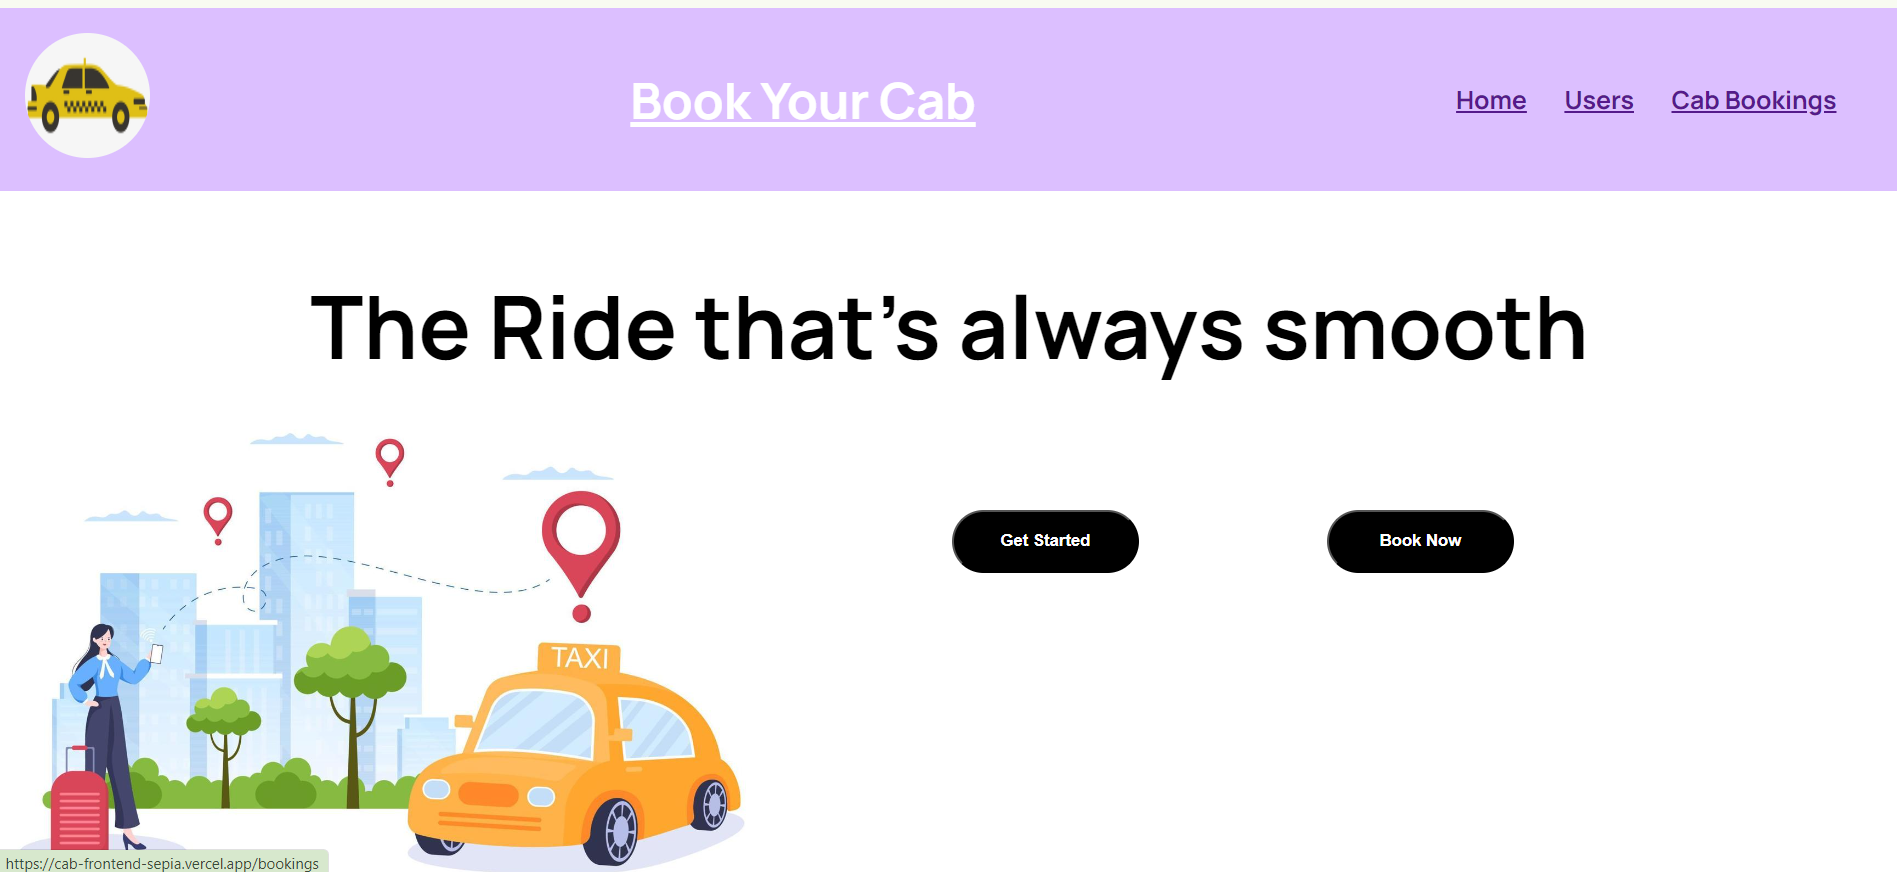 Book Your Cab
Home Users Cab Bookings
The Ride that’s always smooth
Get Started
Book Now
TAXI
https://cab-frontend-sepia.vercel.app/bookings